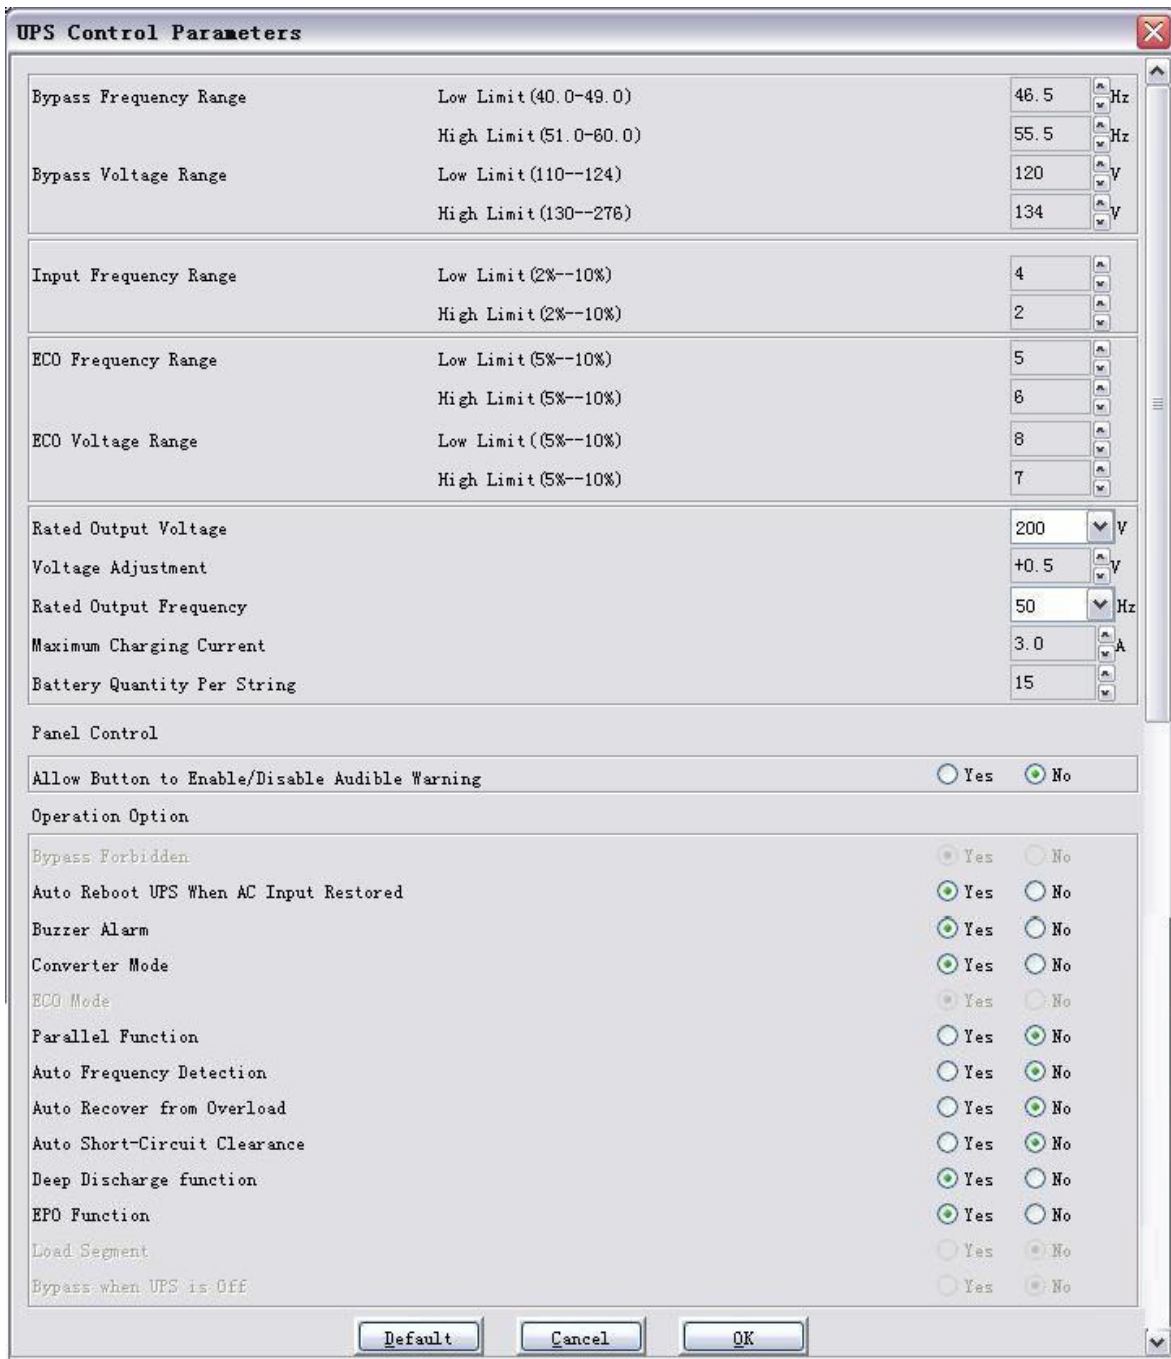 UPS Control Parameters
Bypass Frequency Range Low Limit(40.0-49.0) 46.5 Hz
High Limit(51.0-60.0) 55.5 Hz
Bypass Voltage Range Low Limit(110--124) 120 V
High Limit(130--276) 134 V
Input Frequency Range Low Limit(2%--10%) 4
High Limit(2%--10%) 2
ECO Frequency Range Low Limit(5%--10%) 5
High Limit(5%--10%) 6
ECO Voltage Range Low Limit((5%--10%) 8
High Limit(5%--10%) 7
Rated Output Voltage 200 V
Voltage Adjustment +0.5 V
Rated Output Frequency 50 Hz
Maximum Charging Current 3.0 A
Battery Quantity Per String 15
Panel Control
Allow Button to Enable/Disable Audible Warning Yes No
Operation Option
Bypass Forbidden Yes No
Auto Reboot UPS When AC Input Restored Yes No
Buzzer Alarm Yes No
Converter Mode Yes No
ECO Mode Yes No
Parallel Function Yes No
Auto Frequency Detection Yes No
Auto Recover from Overload Yes No
Auto Short-Circuit Clearance Yes No
Deep Discharge function Yes No
EPO Function Yes No
Load Segment Yes No
Bypass when UPS is Off Yes No
Default Cancel OK